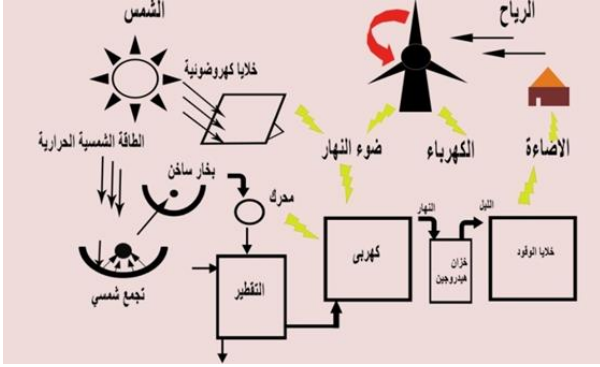 الرياح
الشمس
خلايا كهروضوئية
الطاقة الشمسية الحرارية
ضوء النهار
الكهرباء
الاضاءة
بخار ساخن
محرك
النهار
الليل
كهربى
خزان
هيدروجين
خلايا الوقود
التقطير
تجمع شمسي